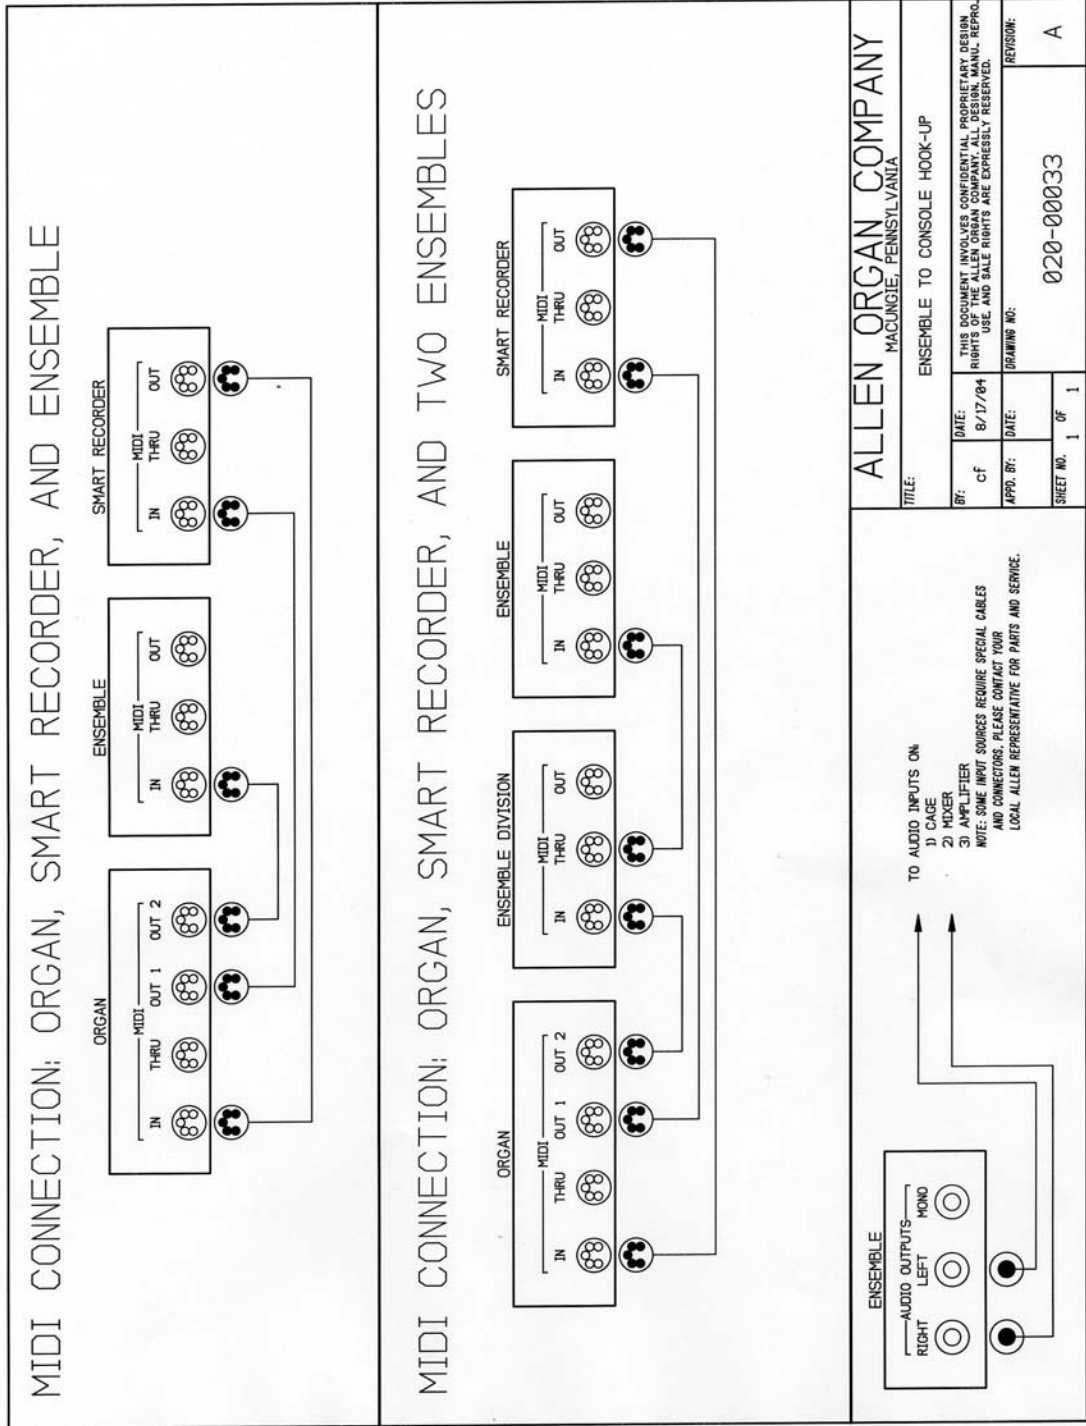 MIDI CONNECTION: ORGAN, SMART RECORDER, AND ENSEMBLE
ORGAN
MIDI
IN THRU OUT 1 OUT 2
ENSEMBLE
MIDI
IN THRU OUT
SMART RECORDER
MIDI
IN THRU OUT
MIDI CONNECTION: ORGAN, SMART RECORDER, AND TWO ENSEMBLES
ORGAN
MIDI
IN THRU OUT 1 OUT 2
ENSEMBLE DIVISION
MIDI
IN THRU OUT
ENSEMBLE
MIDI
IN THRU OUT
SMART RECORDER
MIDI
IN THRU OUT
ENSEMBLE
AUDIO OUTPUTS
RIGHT LEFT MONO
TO AUDIO INPUTS ON:
1) CAGE
2) MIXER
3) AMPLIFIER
NOTE: SOME INPUT SOURCES REQUIRE SPECIAL CABLES
AND CONNECTORS, PLEASE CONTACT YOUR
LOCAL ALLEN REPRESENTATIVE FOR PARTS AND SERVICE.
ALLEN ORGAN COMPANY
MACUNGIE, PENNSYLVANIA
TITLE:
ENSEMBLE TO CONSOLE HOOK-UP
BY: cf
DATE: 8/17/04
THIS DOCUMENT INVOLVES CONFIDENTIAL PROPRIETARY DESIGN
RIGHTS OF THE ALLEN ORGAN COMPANY. ALL DESIGN, MANU., REPRO.,
USE, AND SALE RIGHTS ARE EXPRESSLY RESERVED.
APPD. BY:
DATE:
DRAWING NO:
020-00033
REVISION:
A
SHEET NO. 1 OF 1